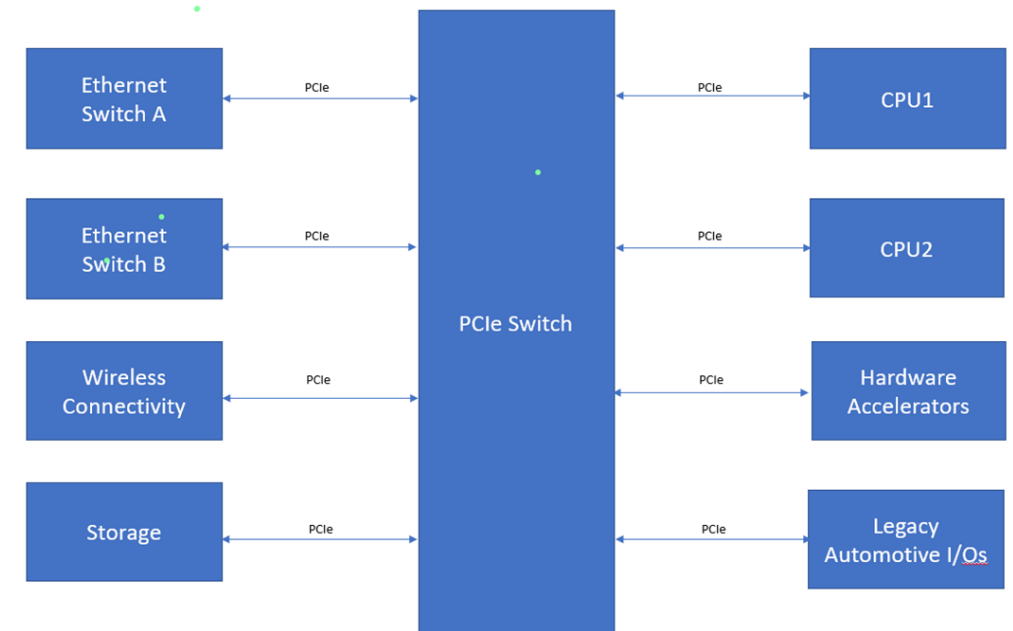 Ethernet
Switch A
PCIe
PCIe
CPU1
Ethernet
Switch B
PCIe
PCIe
CPU2
PCIe Switch
Wireless
Connectivity
PCIe
PCIe
Hardware
Accelerators
Storage
PCIe
PCIe
Legacy
Automotive I/Os